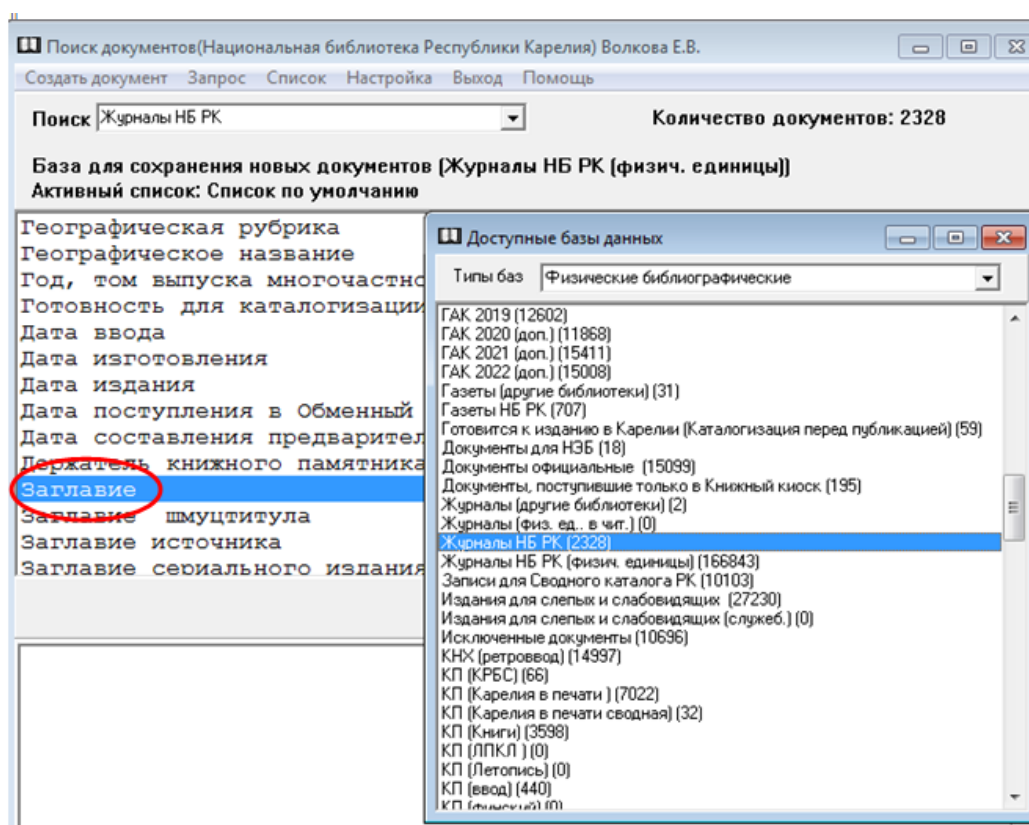 Поиск документов(Национальная библиотека Республики Карелия) Волкова Е.В.
Создать документ Запрос Список Настройка Выход Помощь
Поиск Журналы НБ РК
Количество документов: 2328
База для сохранения новых документов (Журналы НБ РК (физич. единицы))
Активный список: Список по умолчанию
Географическая рубрика
Географическое название
Год, том выпуска многочастно
Готовность для каталогизации
Дата ввода
Дата изготовления
Дата издания
Дата поступления в Обменный
Дата составления предварител
Держатель книжного памятника
Заглавие
Заглавие шмуцтитула
Заглавие источника
Заглавие сериального издания
Доступные базы данных
Типы баз Физические библиографические
ГАК 2019 (12602)
ГАК 2020 (доп.) (11868)
ГАК 2021 (доп.) (15411)
ГАК 2022 (доп.) (15008)
Газеты (другие библиотеки) (31)
Газеты НБ РК (707)
Готовится к изданию в Карелии (Каталогизация перед публикацией) (59)
Документы для НЭБ (18)
Документы официальные (15099)
Документы, поступившие только в Книжный киоск (195)
Журналы (другие библиотеки) (2)
Журналы (физ. ед.. в чит.) (0)
Журналы НБ РК (2328)
Журналы НБ РК (физич. единицы) (166843)
Записи для Сводного каталога РК (10103)
Издания для слепых и слабовидящих (27230)
Издания для слепых и слабовидящих (служеб.) (0)
Исключенные документы (10696)
КНХ (ретроввод) (14997)
КП (КРБС) (66)
КП (Карелия в печати ) (7022)
КП (Карелия в печати сводная) (32)
КП (Книги) (3598)
КП (ЛПКЛ ) (0)
КП (Летопись) (0)
КП (ввод) (440)
КП (финский) (0)